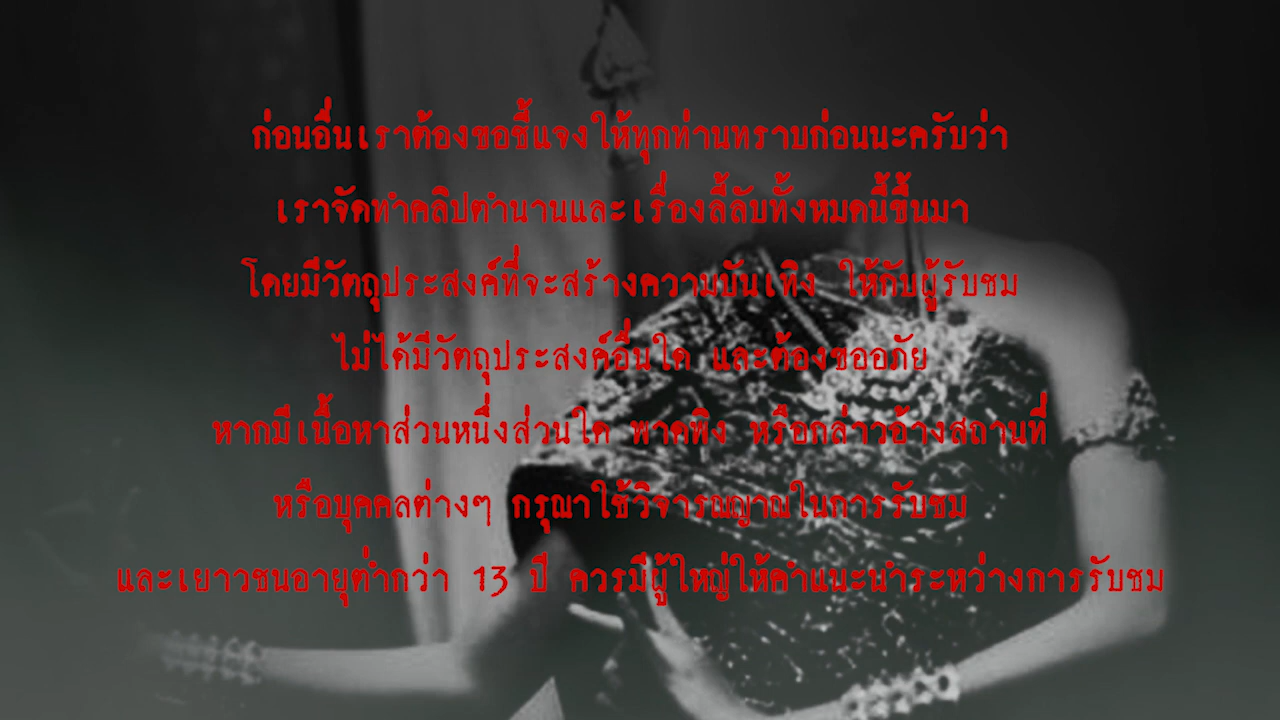 ก่อนอื่นเราต้องขอชี้แจงให้ทุกท่านทราบก่อนนะครับว่า
เราจัดทำคลิปตำนานและเรื่องลี้ลับทั้งหมดนี้ขึ้นมา
โดยมีวัตถุประสงค์ที่จะสร้างความบันเทิง ให้กับผู้รับชม
ไม่ได้มีวัตถุประสงค์อื่นใด และต้องขออภัย
หากมีเนื้อหาส่วนหนึ่งส่วนใด พาดพิง หรือกล่าวอ้างสถานที่
หรือบุคคลต่างๆ กรุณาใช้วิจารณญาณในการรับชม
และเยาวชนอายุต่ำกว่า 13 ปี ควรมีผู้ใหญ่ให้คำแนะนำระหว่างการรับชม